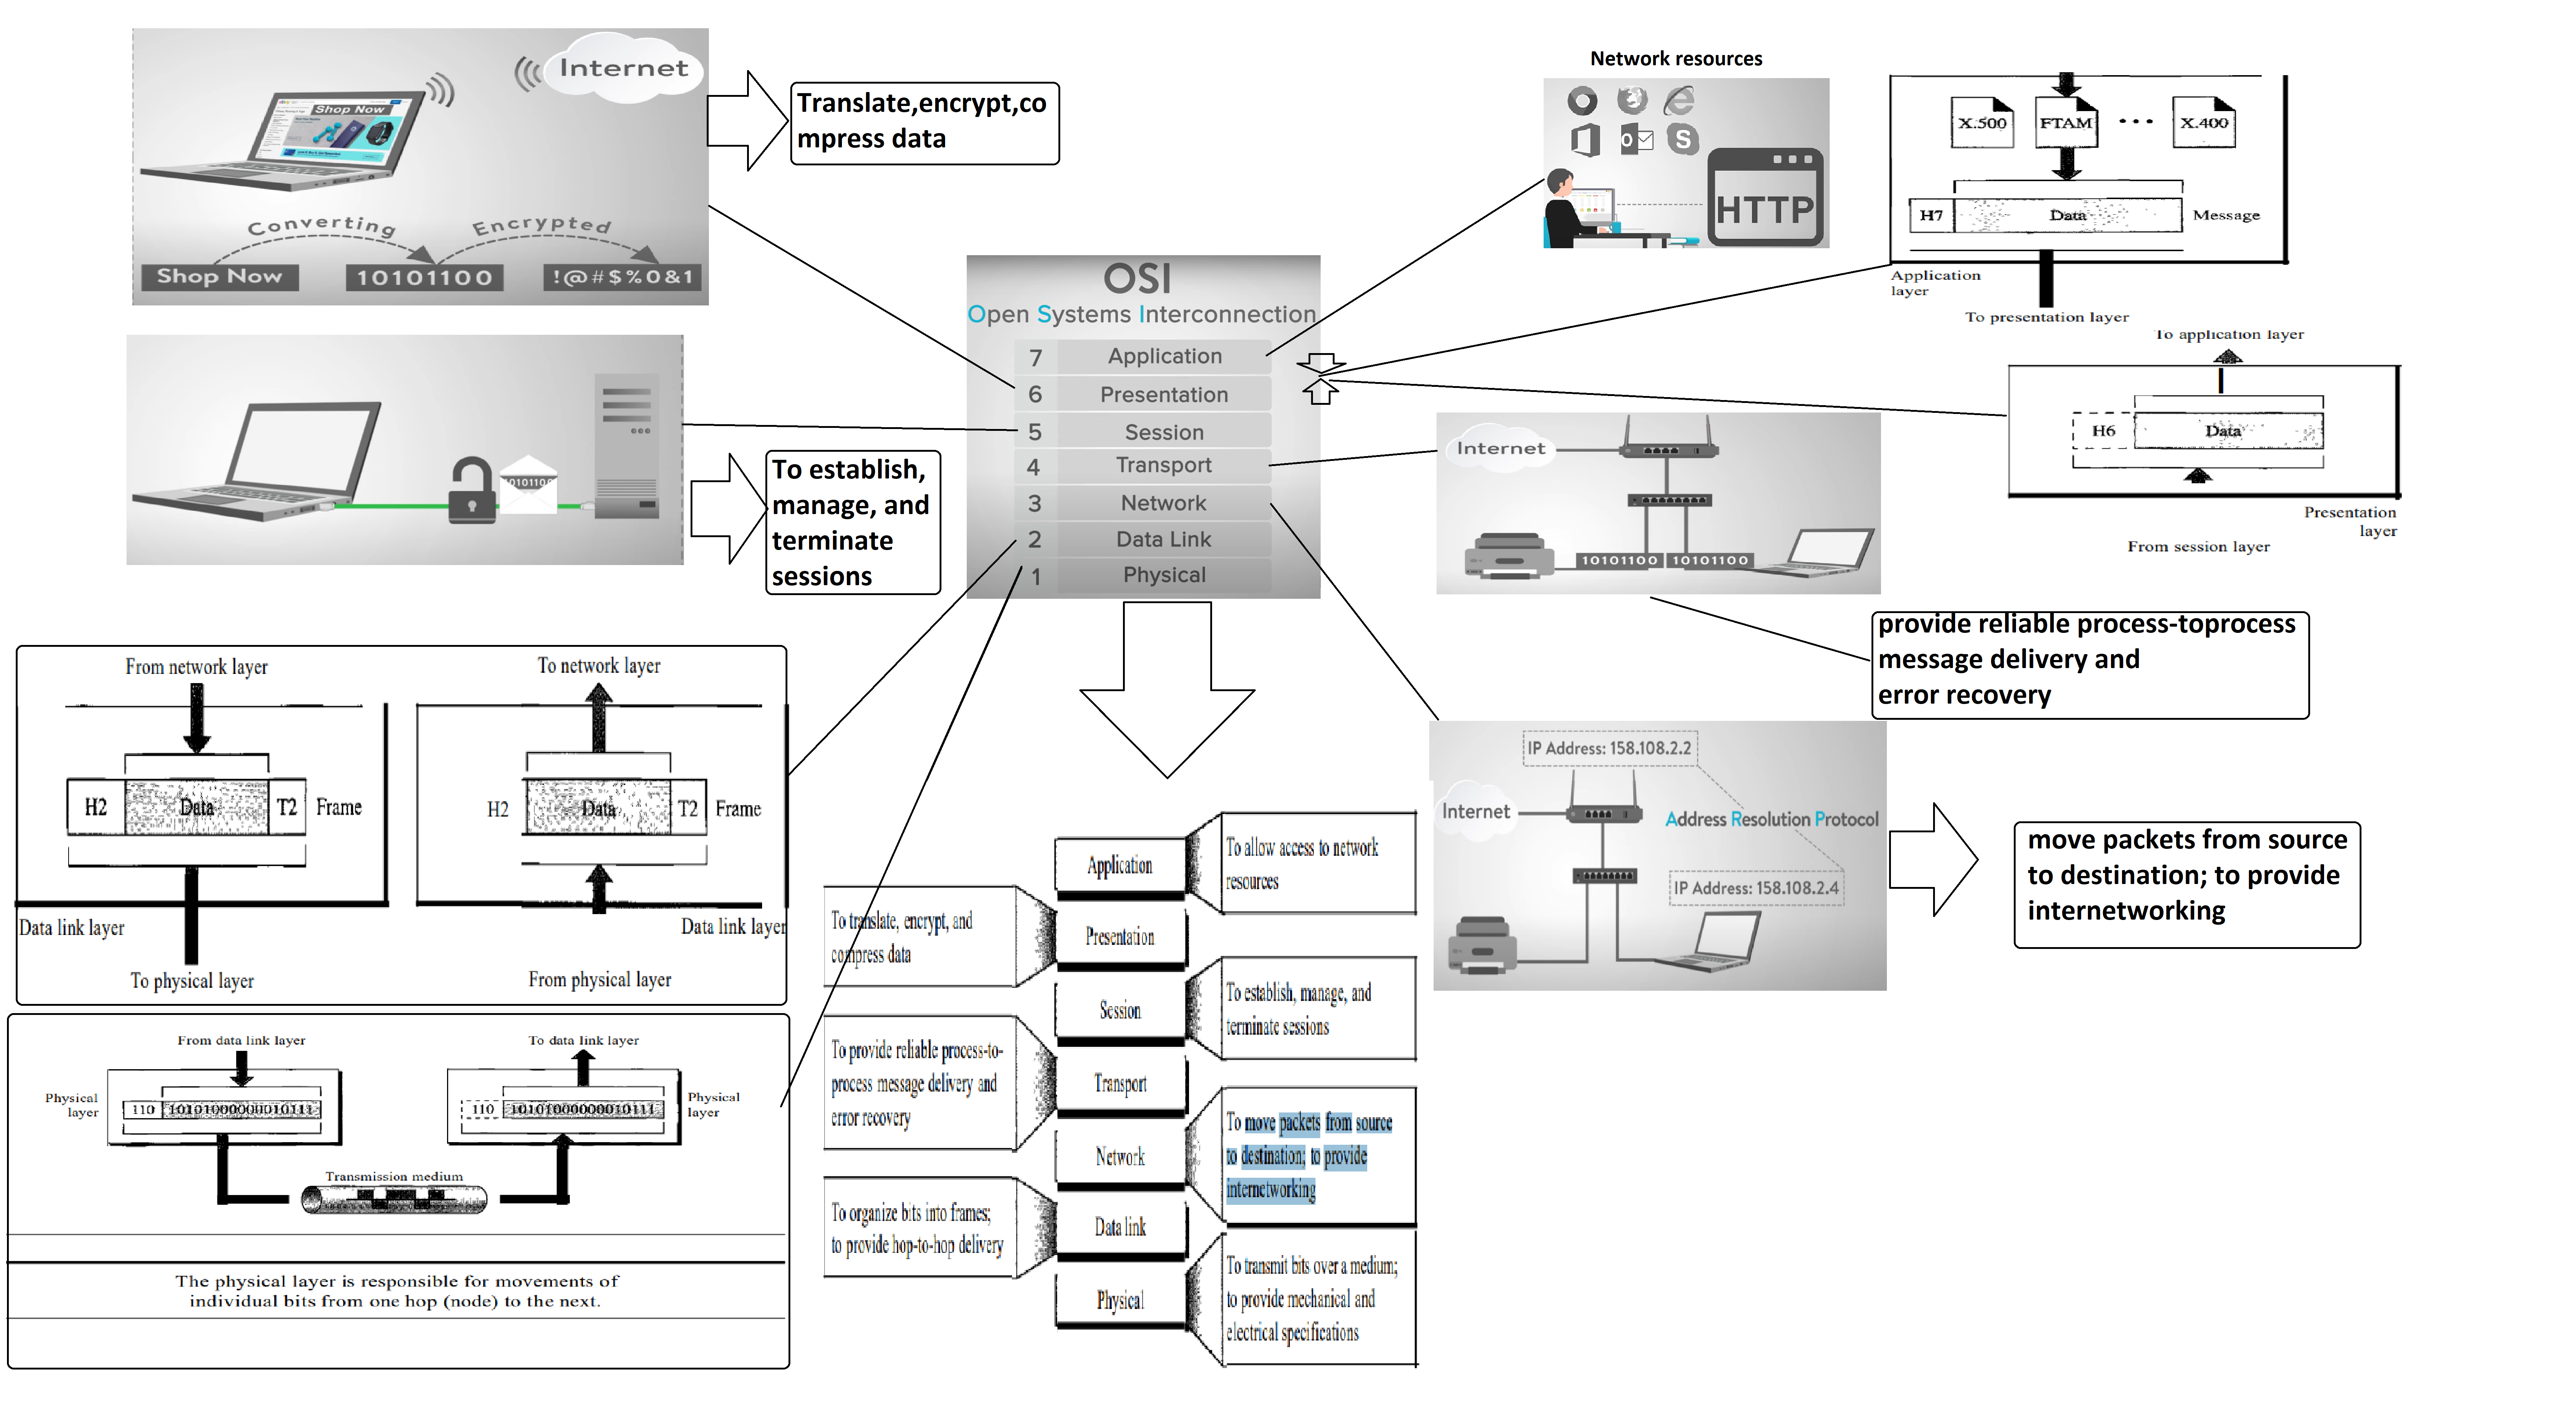 Internet
Shop Now
Converting
Encrypted
Shop Now
10101100
!@#$%0&1
Translate,encrypt,co
mpress data
10101100
To establish,
manage, and
terminate
sessions
OSI
Open Systems Interconnection
7 Application
6 Presentation
5 Session
4 Transport
3 Network
2 Data Link
1 Physical
Network resources
HTTP
X.500
FTAM
...
X.400
H7
Data
Message
Application
layer
To presentation layer
To application layer
H6
Data
Presentation
layer
From session layer
Internet
10101100
10101100
provide reliable process-toprocess
message delivery and
error recovery
IP Address: 158.108.2.2
Internet
Address Resolution Protocol
IP Address: 158.108.2.4
move packets from source
to destination; to provide
internetworking
From network layer
H2
Data
T2
Frame
Data link layer
To physical layer
To network layer
H2
Data
T2
Frame
Data link layer
From physical layer
From data link layer
Physical
layer
110
10101000000010111
To data link layer
110
10101000000010111
Physical
layer
Transmission medium
The physical layer is responsible for movements of
individual bits from one hop (node) to the next.
Application
To allow access to network
resources
To translate, encrypt, and
compress data
Presentation
Session
To establish, manage, and
terminate sessions
To provide reliable process-to-
process message delivery and
error recovery
Transport
Network
To move packets from source
to destination; to provide
internetworking
To organize bits into frames;
to provide hop-to-hop delivery
Data link
Physical
To transmit bits over a medium;
to provide mechanical and
electrical specifications